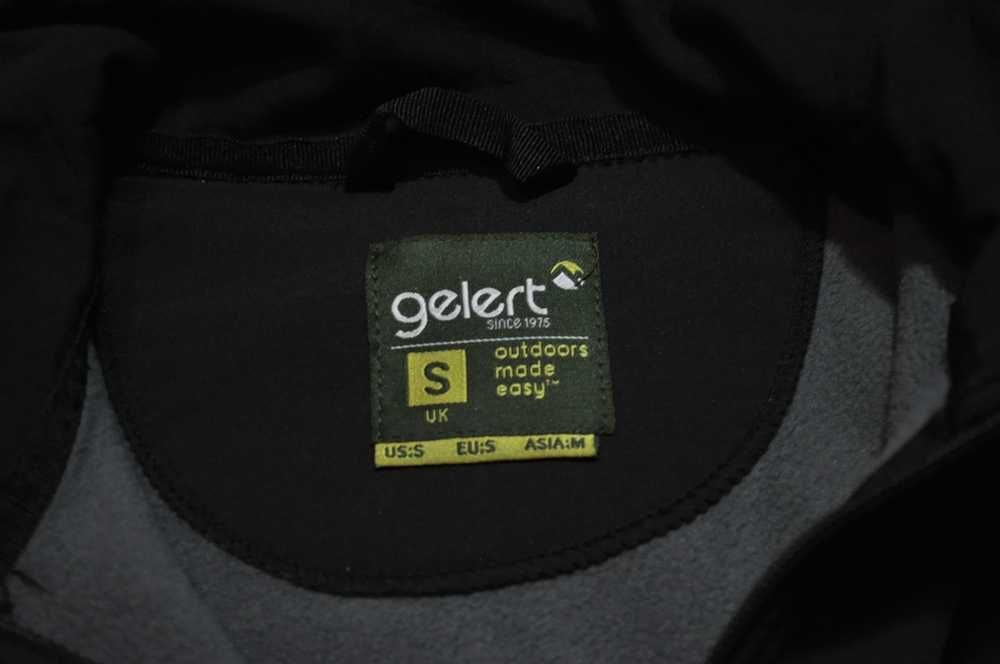 gelert
since 1975
S
UK
outdoors
made
easy™
US:S EU:S ASIA:M